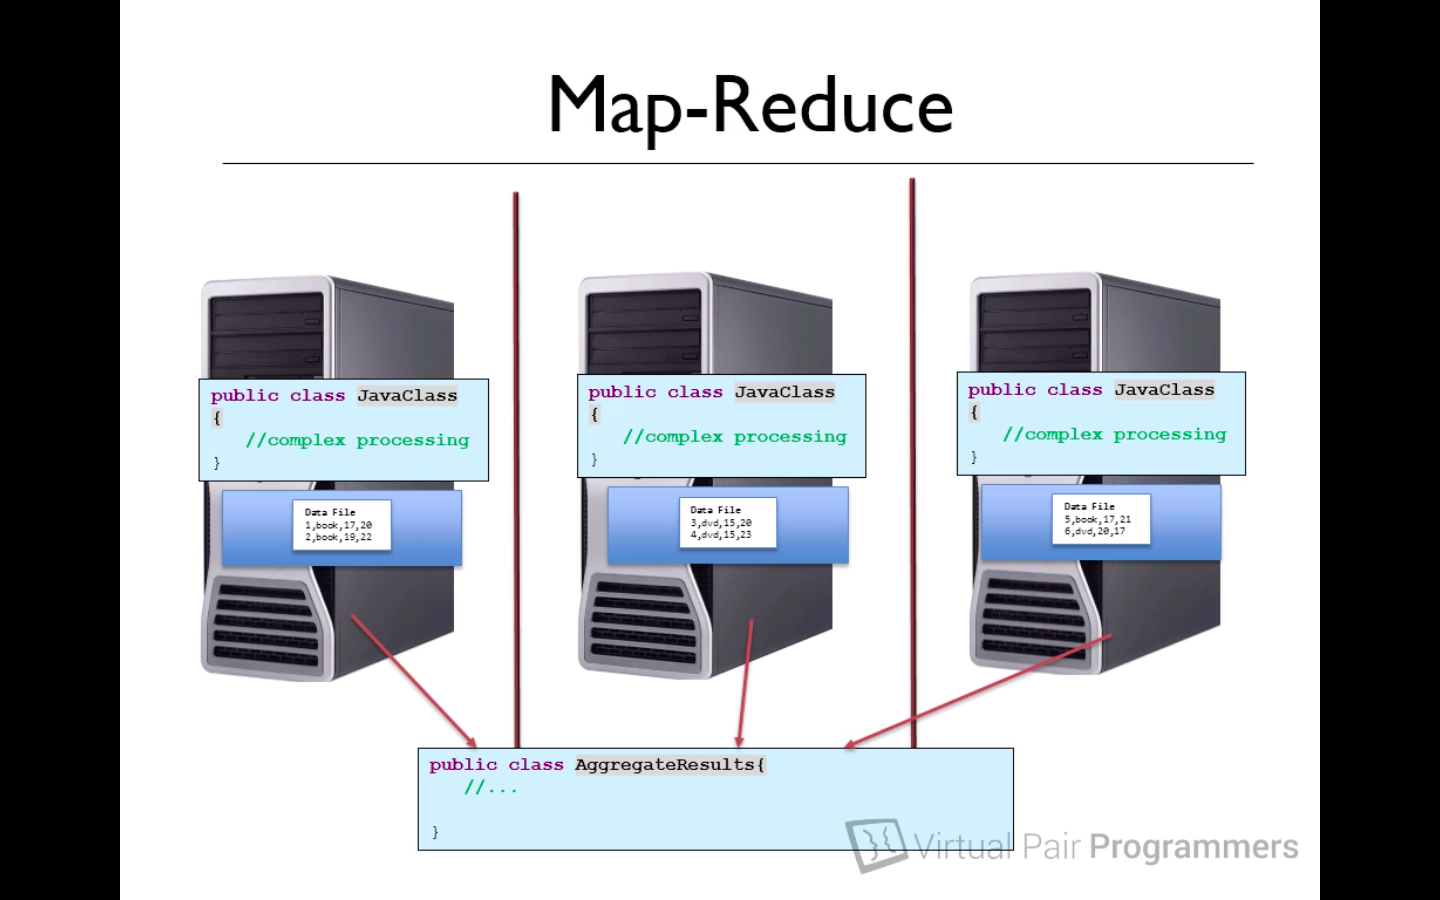 Map-Reduce
public class JavaClass
{
//complex processing
}
Data File
1,book,17,20
2,book,19,22
public class JavaClass
{
//complex processing
}
Data File
3,dvd,15,20
4,dvd,15,23
public class JavaClass
{
//complex processing
}
Data File
5,book,17,21
6,dvd,20,17
public class AggregateResults{
//...
}
Virtual Pair Programmers